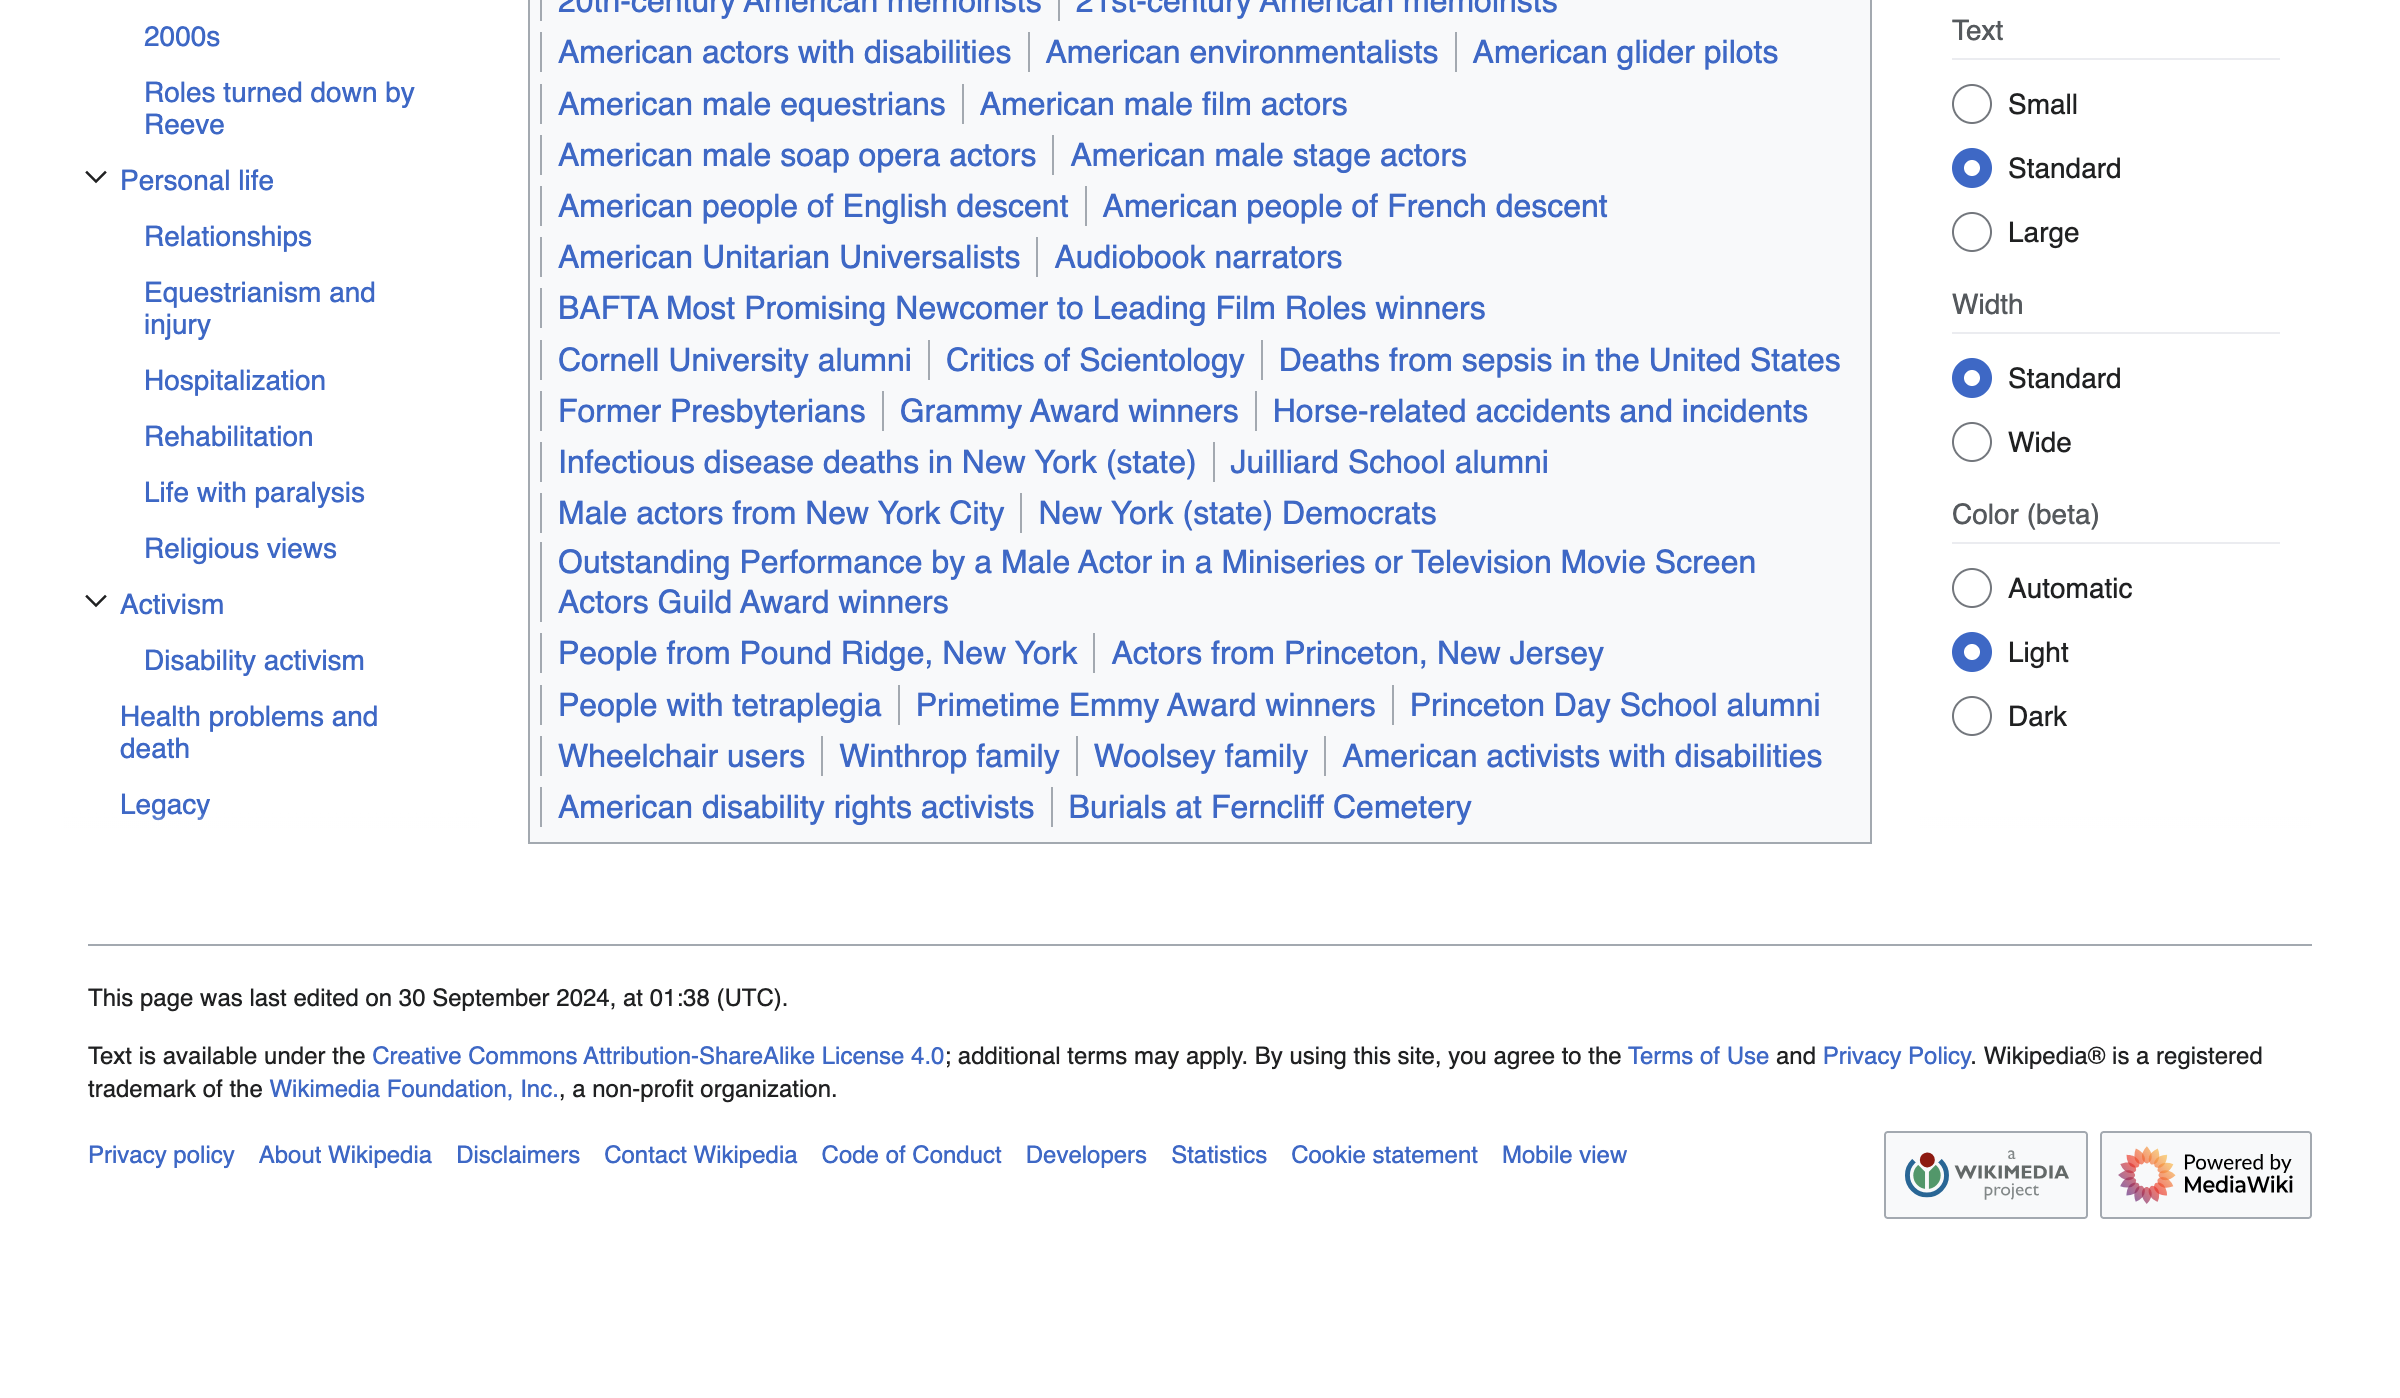 2000s
Roles turned down by
Reeve
Personal life
Relationships
Equestrianism and
injury
Hospitalization
Rehabilitation
Life with paralysis
Religious views
Activism
Disability activism
Health problems and
death
Legacy
20th-century American memoirists | 21st-century American memoirists
American actors with disabilities | American environmentalists | American glider pilots
American male equestrians | American male film actors
American male soap opera actors | American male stage actors
American people of English descent | American people of French descent
American Unitarian Universalists | Audiobook narrators
BAFTA Most Promising Newcomer to Leading Film Roles winners
Cornell University alumni | Critics of Scientology | Deaths from sepsis in the United States
Former Presbyterians | Grammy Award winners | Horse-related accidents and incidents
Infectious disease deaths in New York (state) | Juilliard School alumni
Male actors from New York City | New York (state) Democrats
Outstanding Performance by a Male Actor in a Miniseries or Television Movie Screen
Actors Guild Award winners
People from Pound Ridge, New York | Actors from Princeton, New Jersey
People with tetraplegia | Primetime Emmy Award winners | Princeton Day School alumni
Wheelchair users | Winthrop family | Woolsey family | American activists with disabilities
American disability rights activists | Burials at Ferncliff Cemetery
Text
Small
Standard
Large
Width
Standard
Wide
Color (beta)
Automatic
Light
Dark
This page was last edited on 30 September 2024, at 01:38 (UTC).
Text is available under the Creative Commons Attribution-ShareAlike License 4.0; additional terms may apply. By using this site, you agree to the Terms of Use and Privacy Policy. Wikipedia® is a registered
trademark of the Wikimedia Foundation, Inc., a non-profit organization.
Privacy policy About Wikipedia Disclaimers Contact Wikipedia Code of Conduct Developers Statistics Cookie statement Mobile view
a
WIKIMEDIA
project
Powered by
MediaWiki